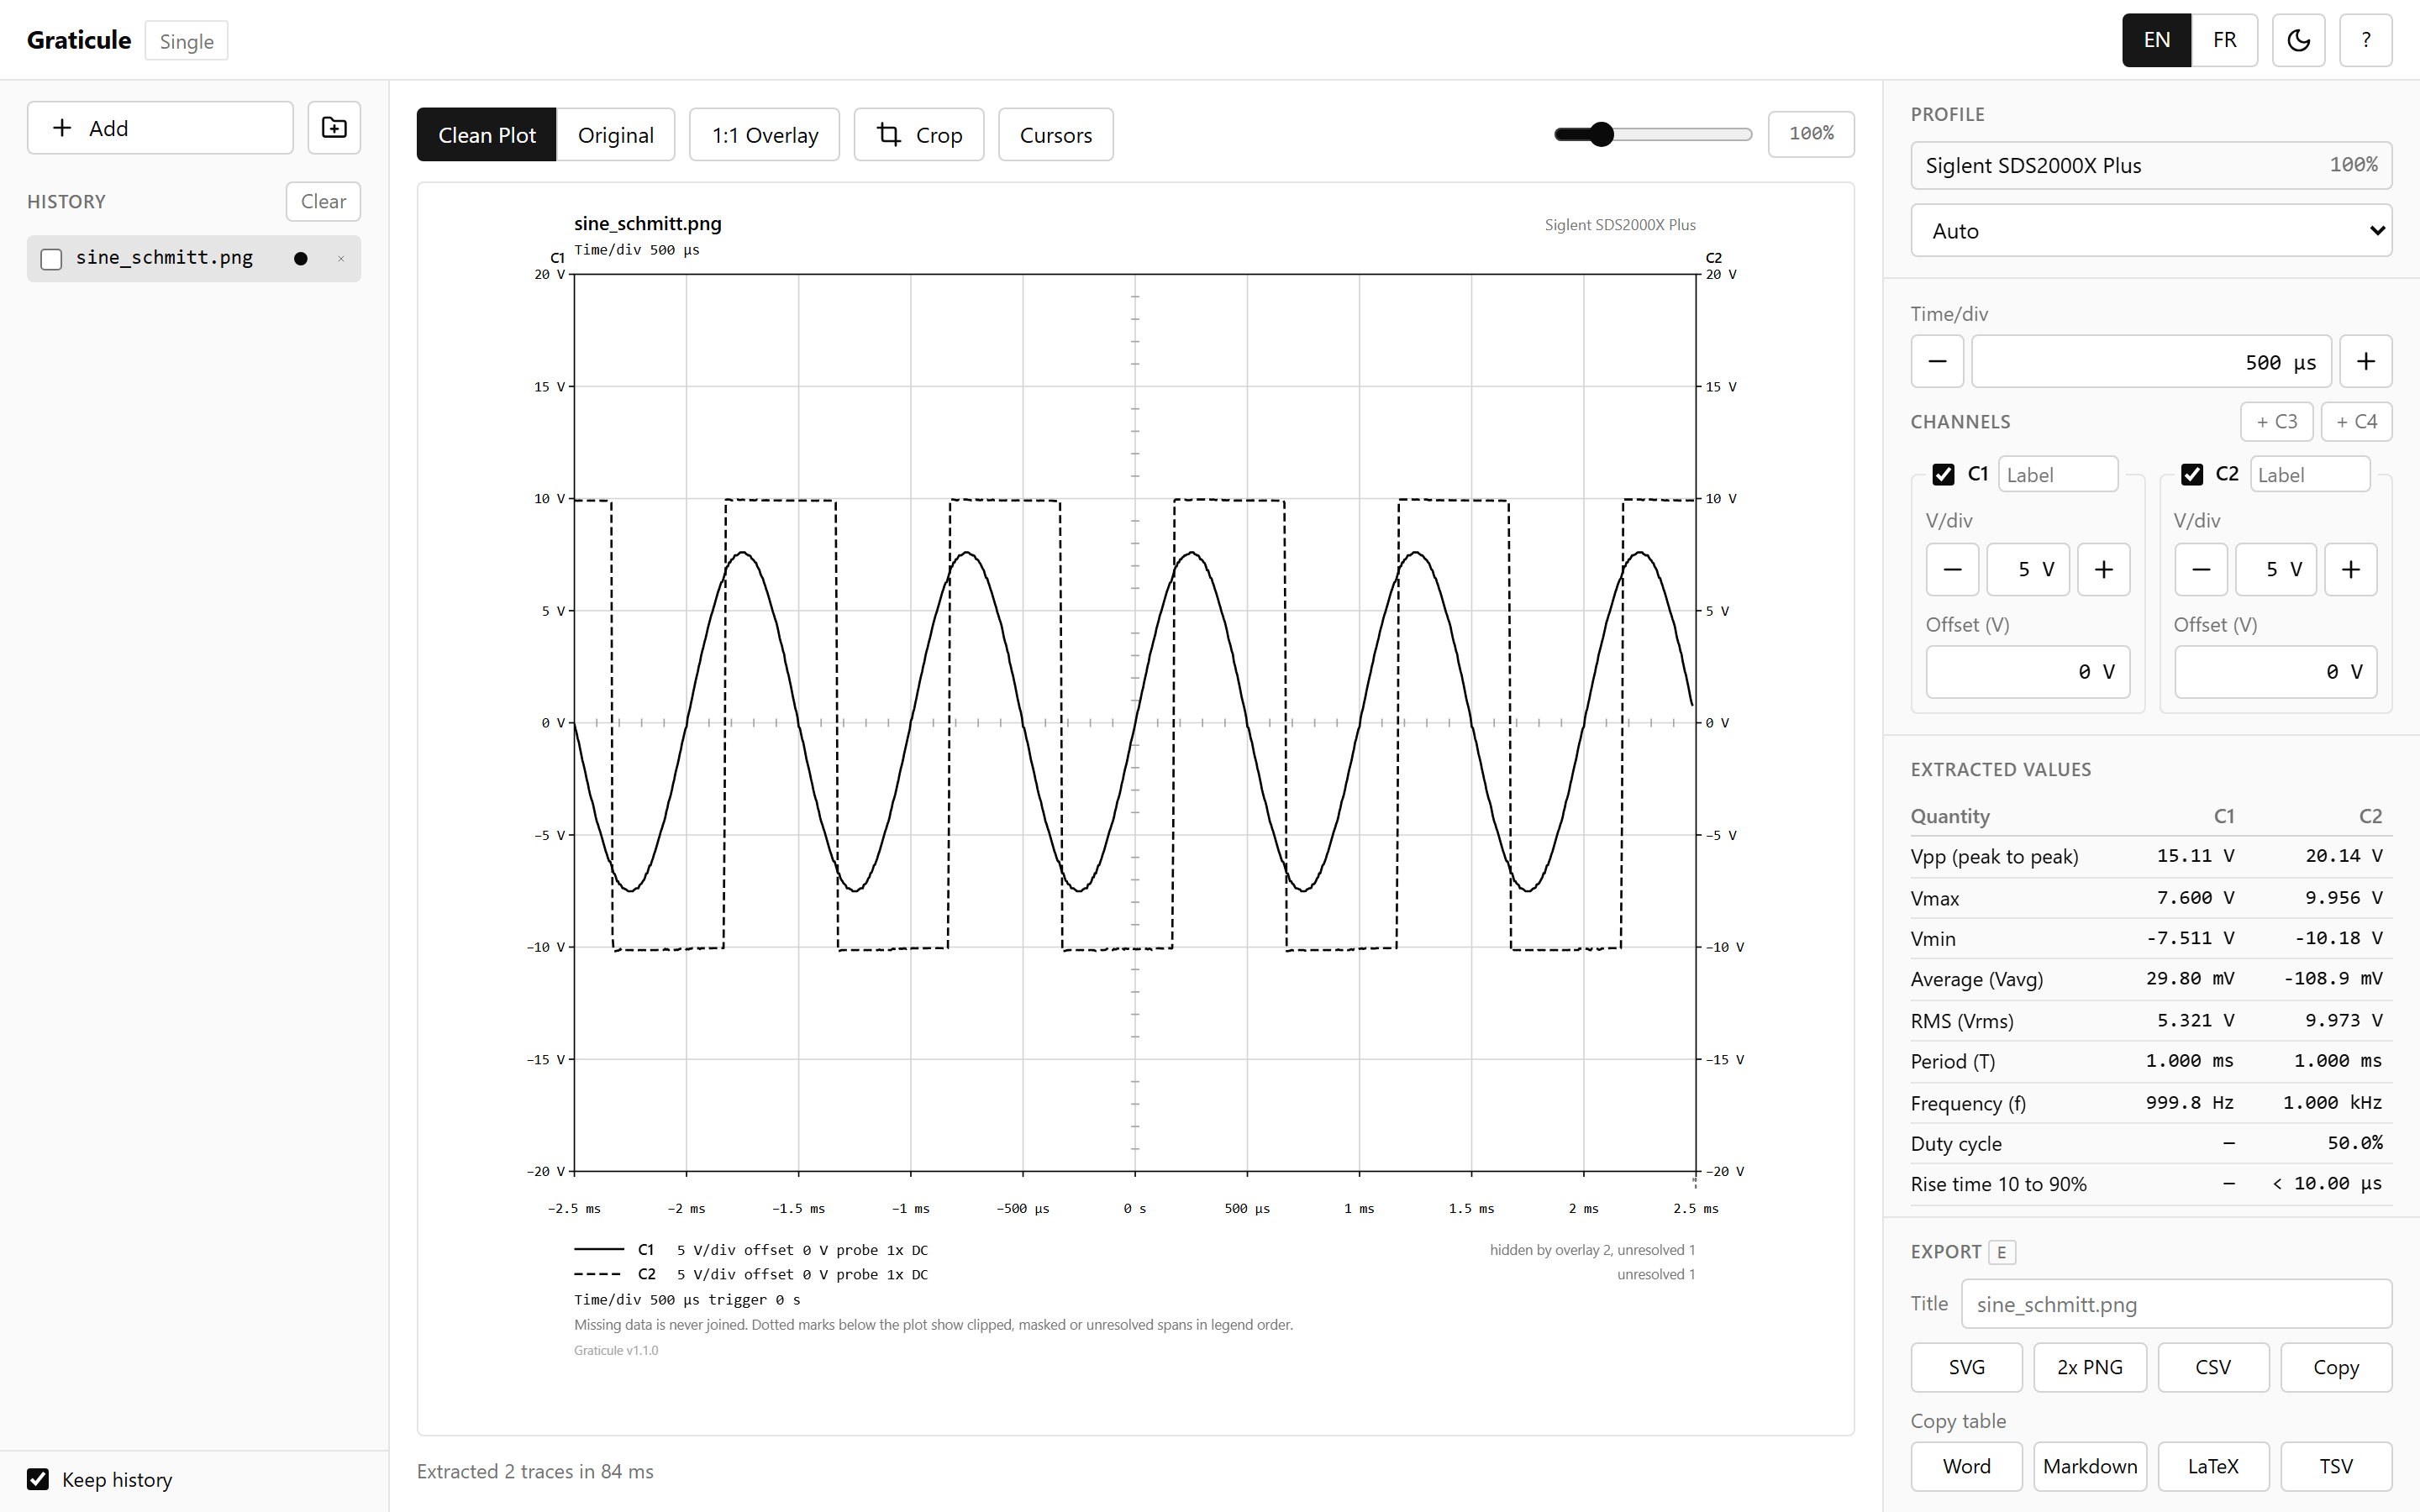 Graticule Single EN FR ?
Add
HISTORY Clear
sine_schmitt.png ×
Keep history
Clean Plot Original 1:1 Overlay Crop Cursors 100%
sine_schmitt.png Siglent SDS2000X Plus
Time/div 500 µs
C1 C2
20 V 20 V
15 V 15 V
10 V 10 V
5 V 5 V
0 V 0 V
−5 V −5 V
−10 V −10 V
−15 V −15 V
−20 V −20 V
−2.5 ms −2 ms −1.5 ms −1 ms −500 µs 0 s 500 µs 1 ms 1.5 ms 2 ms 2.5 ms
C1 5 V/div offset 0 V probe 1x DC hidden by overlay 2, unresolved 1
C2 5 V/div offset 0 V probe 1x DC unresolved 1
Time/div 500 µs trigger 0 s
Missing data is never joined. Dotted marks below the plot show clipped, masked or unresolved spans in legend order.
Graticule v1.1.0
Extracted 2 traces in 84 ms
PROFILE
Siglent SDS2000X Plus 100%
Auto
Time/div
− 500 µs +
CHANNELS + C3 + C4
C1 Label C2 Label
V/div V/div
− 5 V + − 5 V +
Offset (V) Offset (V)
0 V 0 V
EXTRACTED VALUES
Quantity C1 C2
Vpp (peak to peak) 15.11 V 20.14 V
Vmax 7.600 V 9.956 V
Vmin -7.511 V -10.18 V
Average (Vavg) 29.80 mV -108.9 mV
RMS (Vrms) 5.321 V 9.973 V
Period (T) 1.000 ms 1.000 ms
Frequency (f) 999.8 Hz 1.000 kHz
Duty cycle — 50.0%
Rise time 10 to 90% — < 10.00 µs
EXPORT E
Title sine_schmitt.png
SVG 2x PNG CSV Copy
Copy table
Word Markdown LaTeX TSV